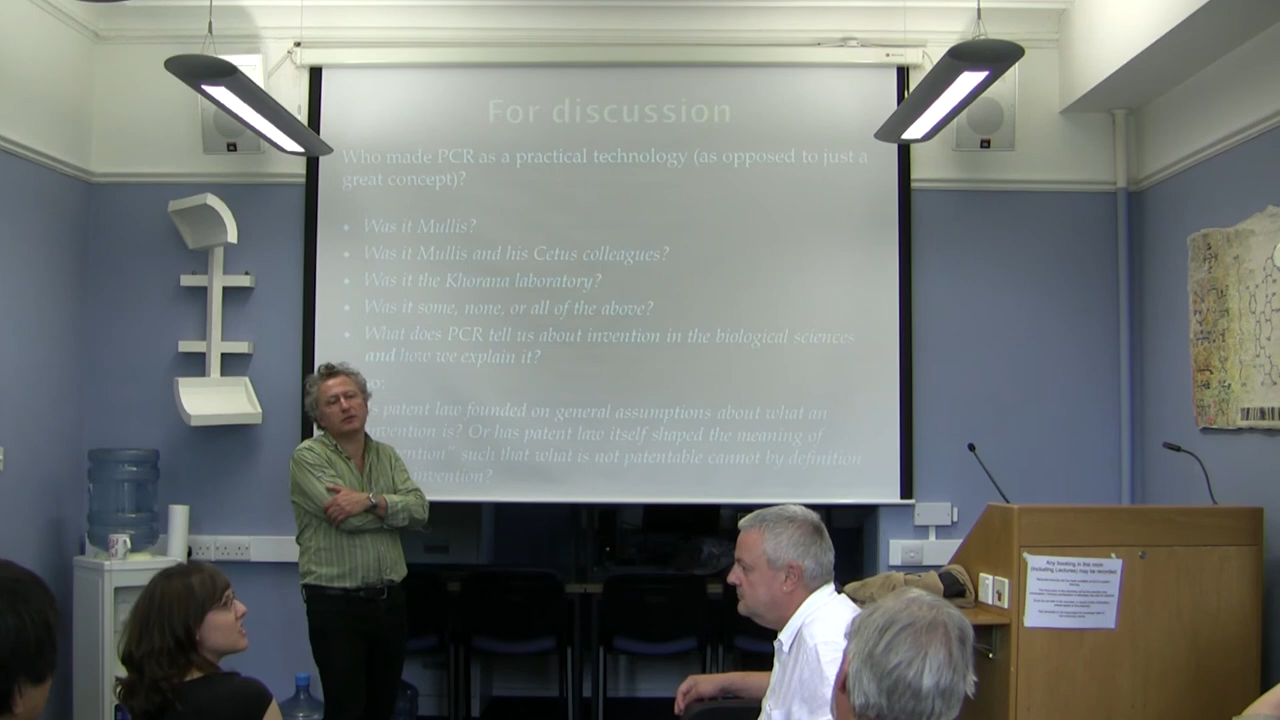 For discussion
Who made PCR as a practical technology (as opposed to just a
great concept)?
Was it Mullis?
Was it Mullis and his Cetus colleagues?
Was it the Khorana laboratory?
Was it some, none, or all of the above?
What does PCR tell us about invention in the biological sciences
and how we explain it?
patent law founded on general assumptions about what an
is? Or has patent law itself shaped the meaning of
such that what is not patentable cannot by definition
Any booking in this room
(including Lectures) may be recorded